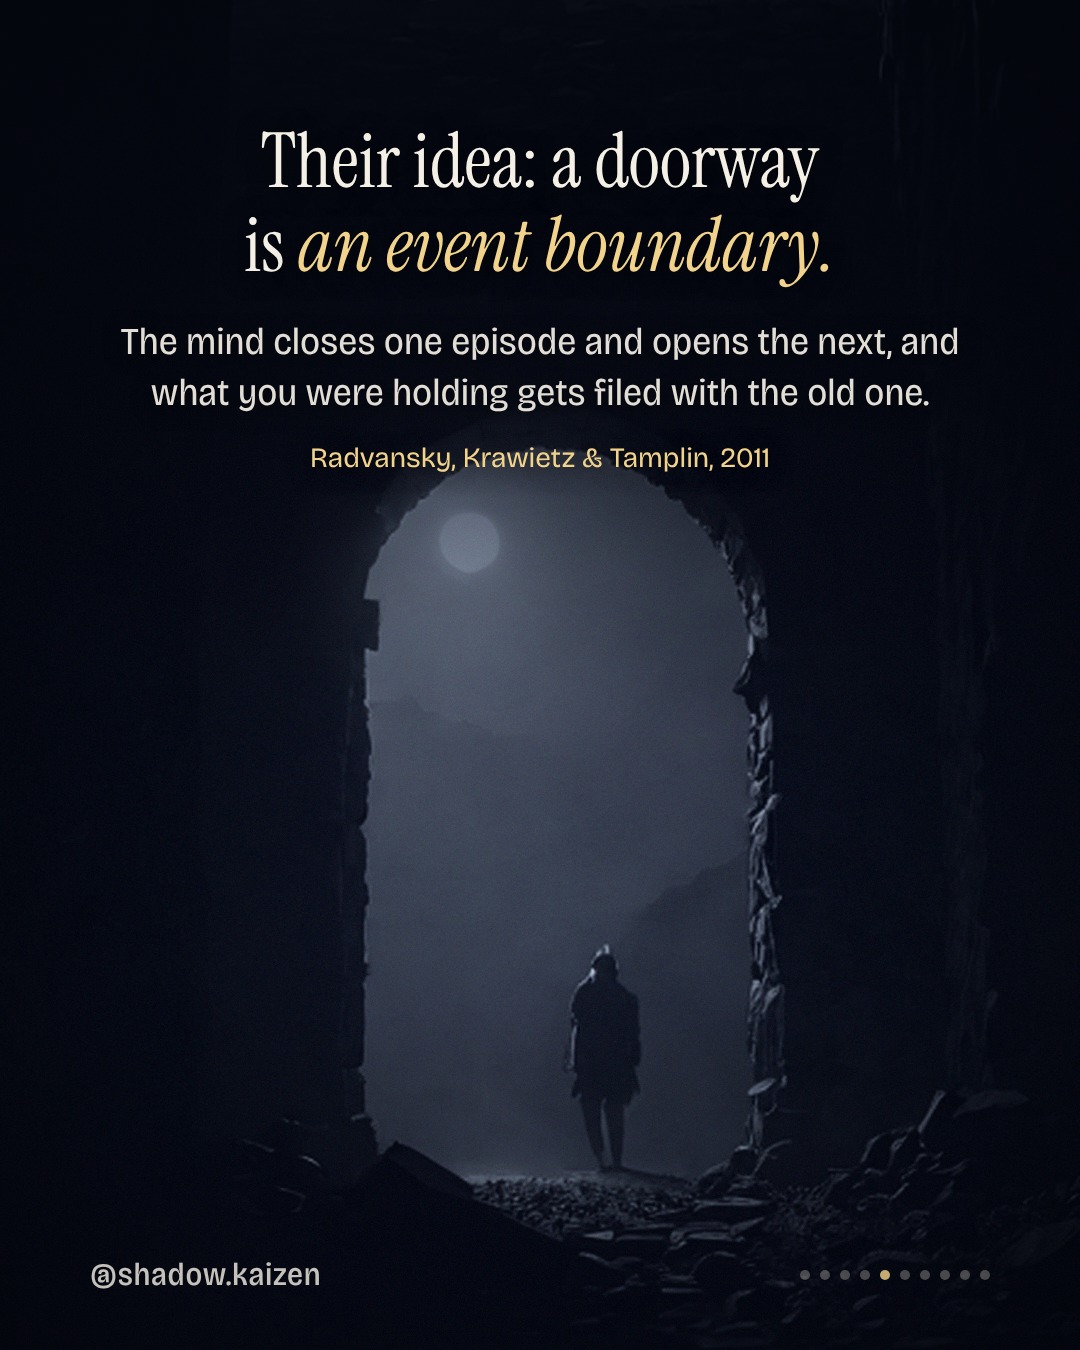 Their idea: a doorway
is an event boundary.
The mind closes one episode and opens the next, and
what you were holding gets filed with the old one.
Radvansky, Krawietz & Tamplin, 2011
@shadow.kaizen